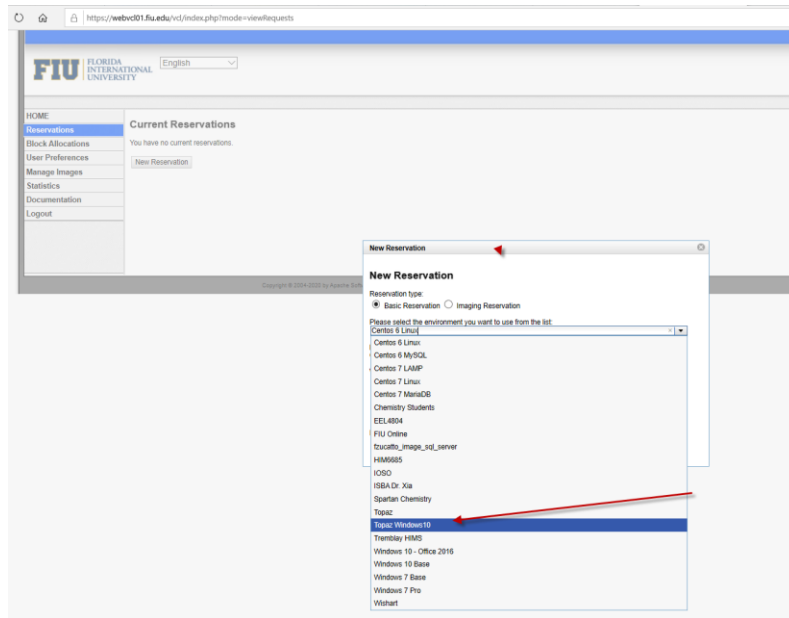 https://webvcl01.fiu.edu/vcl/index.php?mode=viewRequests
FIU
FLORIDA
INTERNATIONAL
UNIVERSITY
English
HOME
Reservations
Block Allocations
User Preferences
Manage Images
Statistics
Documentation
Logout
Current Reservations
You have no current reservations.
New Reservation
Copyright © 2004-2020 by Apache
New Reservation
New Reservation
Reservation type:
Basic Reservation Imaging Reservation
Please select the environment you want to use from the list:
Centos 6 Linux
Centos 6 Linux
Centos 6 MySQL
Centos 7 LAMP
Centos 7 Linux
Centos 7 MariaDB
Chemistry Students
EEL4804
FIU Online
fzucatto_image_sql_server
HIM6685
IOSO
ISBA Dr. Xia
Spartan Chemistry
Topaz
Topaz Windows10
Tremblay HIMS
Windows 10 - Office 2016
Windows 10 Base
Windows 7 Base
Windows 7 Pro
Wishart